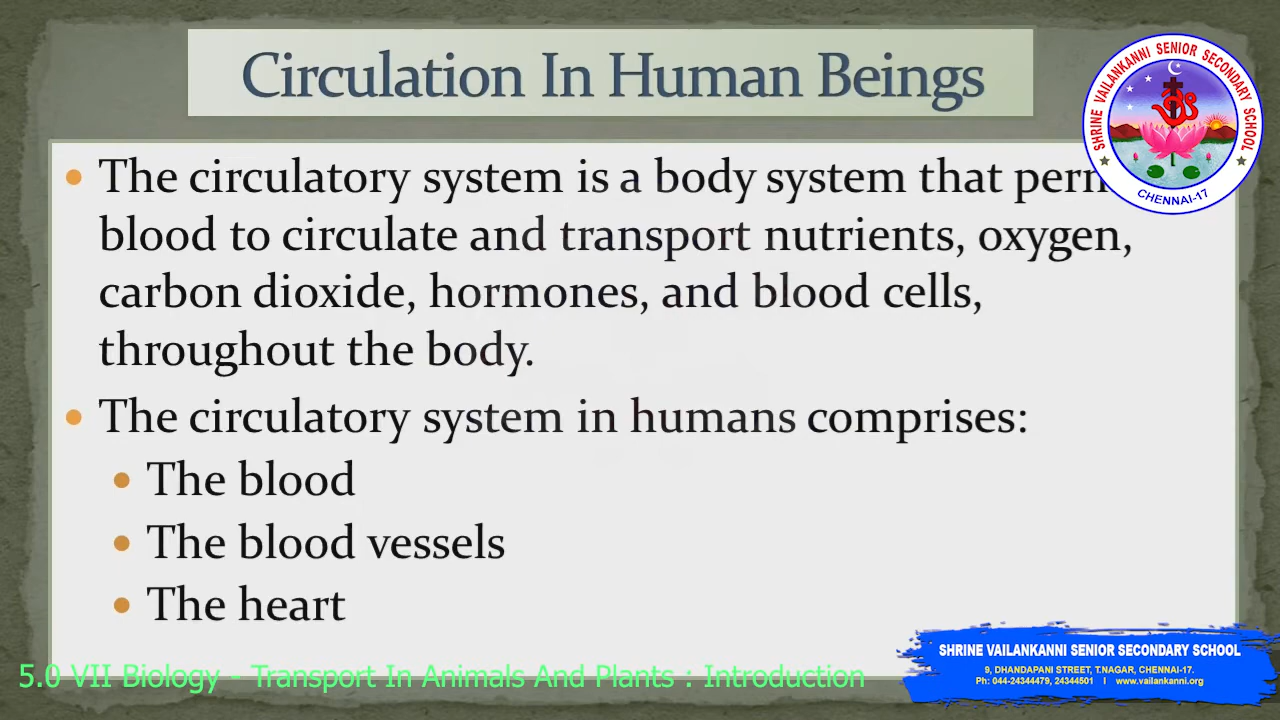 Circulation In Human Beings
SHRINE VAILANKANNI SENIOR SECONDARY SCHOOL
CHENNAI-17
The circulatory system is a body system that
blood to circulate and transport nutrients, oxygen,
carbon dioxide, hormones, and blood cells,
throughout the body.
The circulatory system in humans comprises:
The blood
The blood vessels
The heart
SHRINE VAILANKANNI SENIOR SECONDARY SCHOOL
9, DHANDAPANI STREET, T.NAGAR, CHENNAI-17.
Ph: 044-24344479, 24344501 I www.vailankanni.org
5.0 VII Biology - Transport In Animals And Plants : Introduction